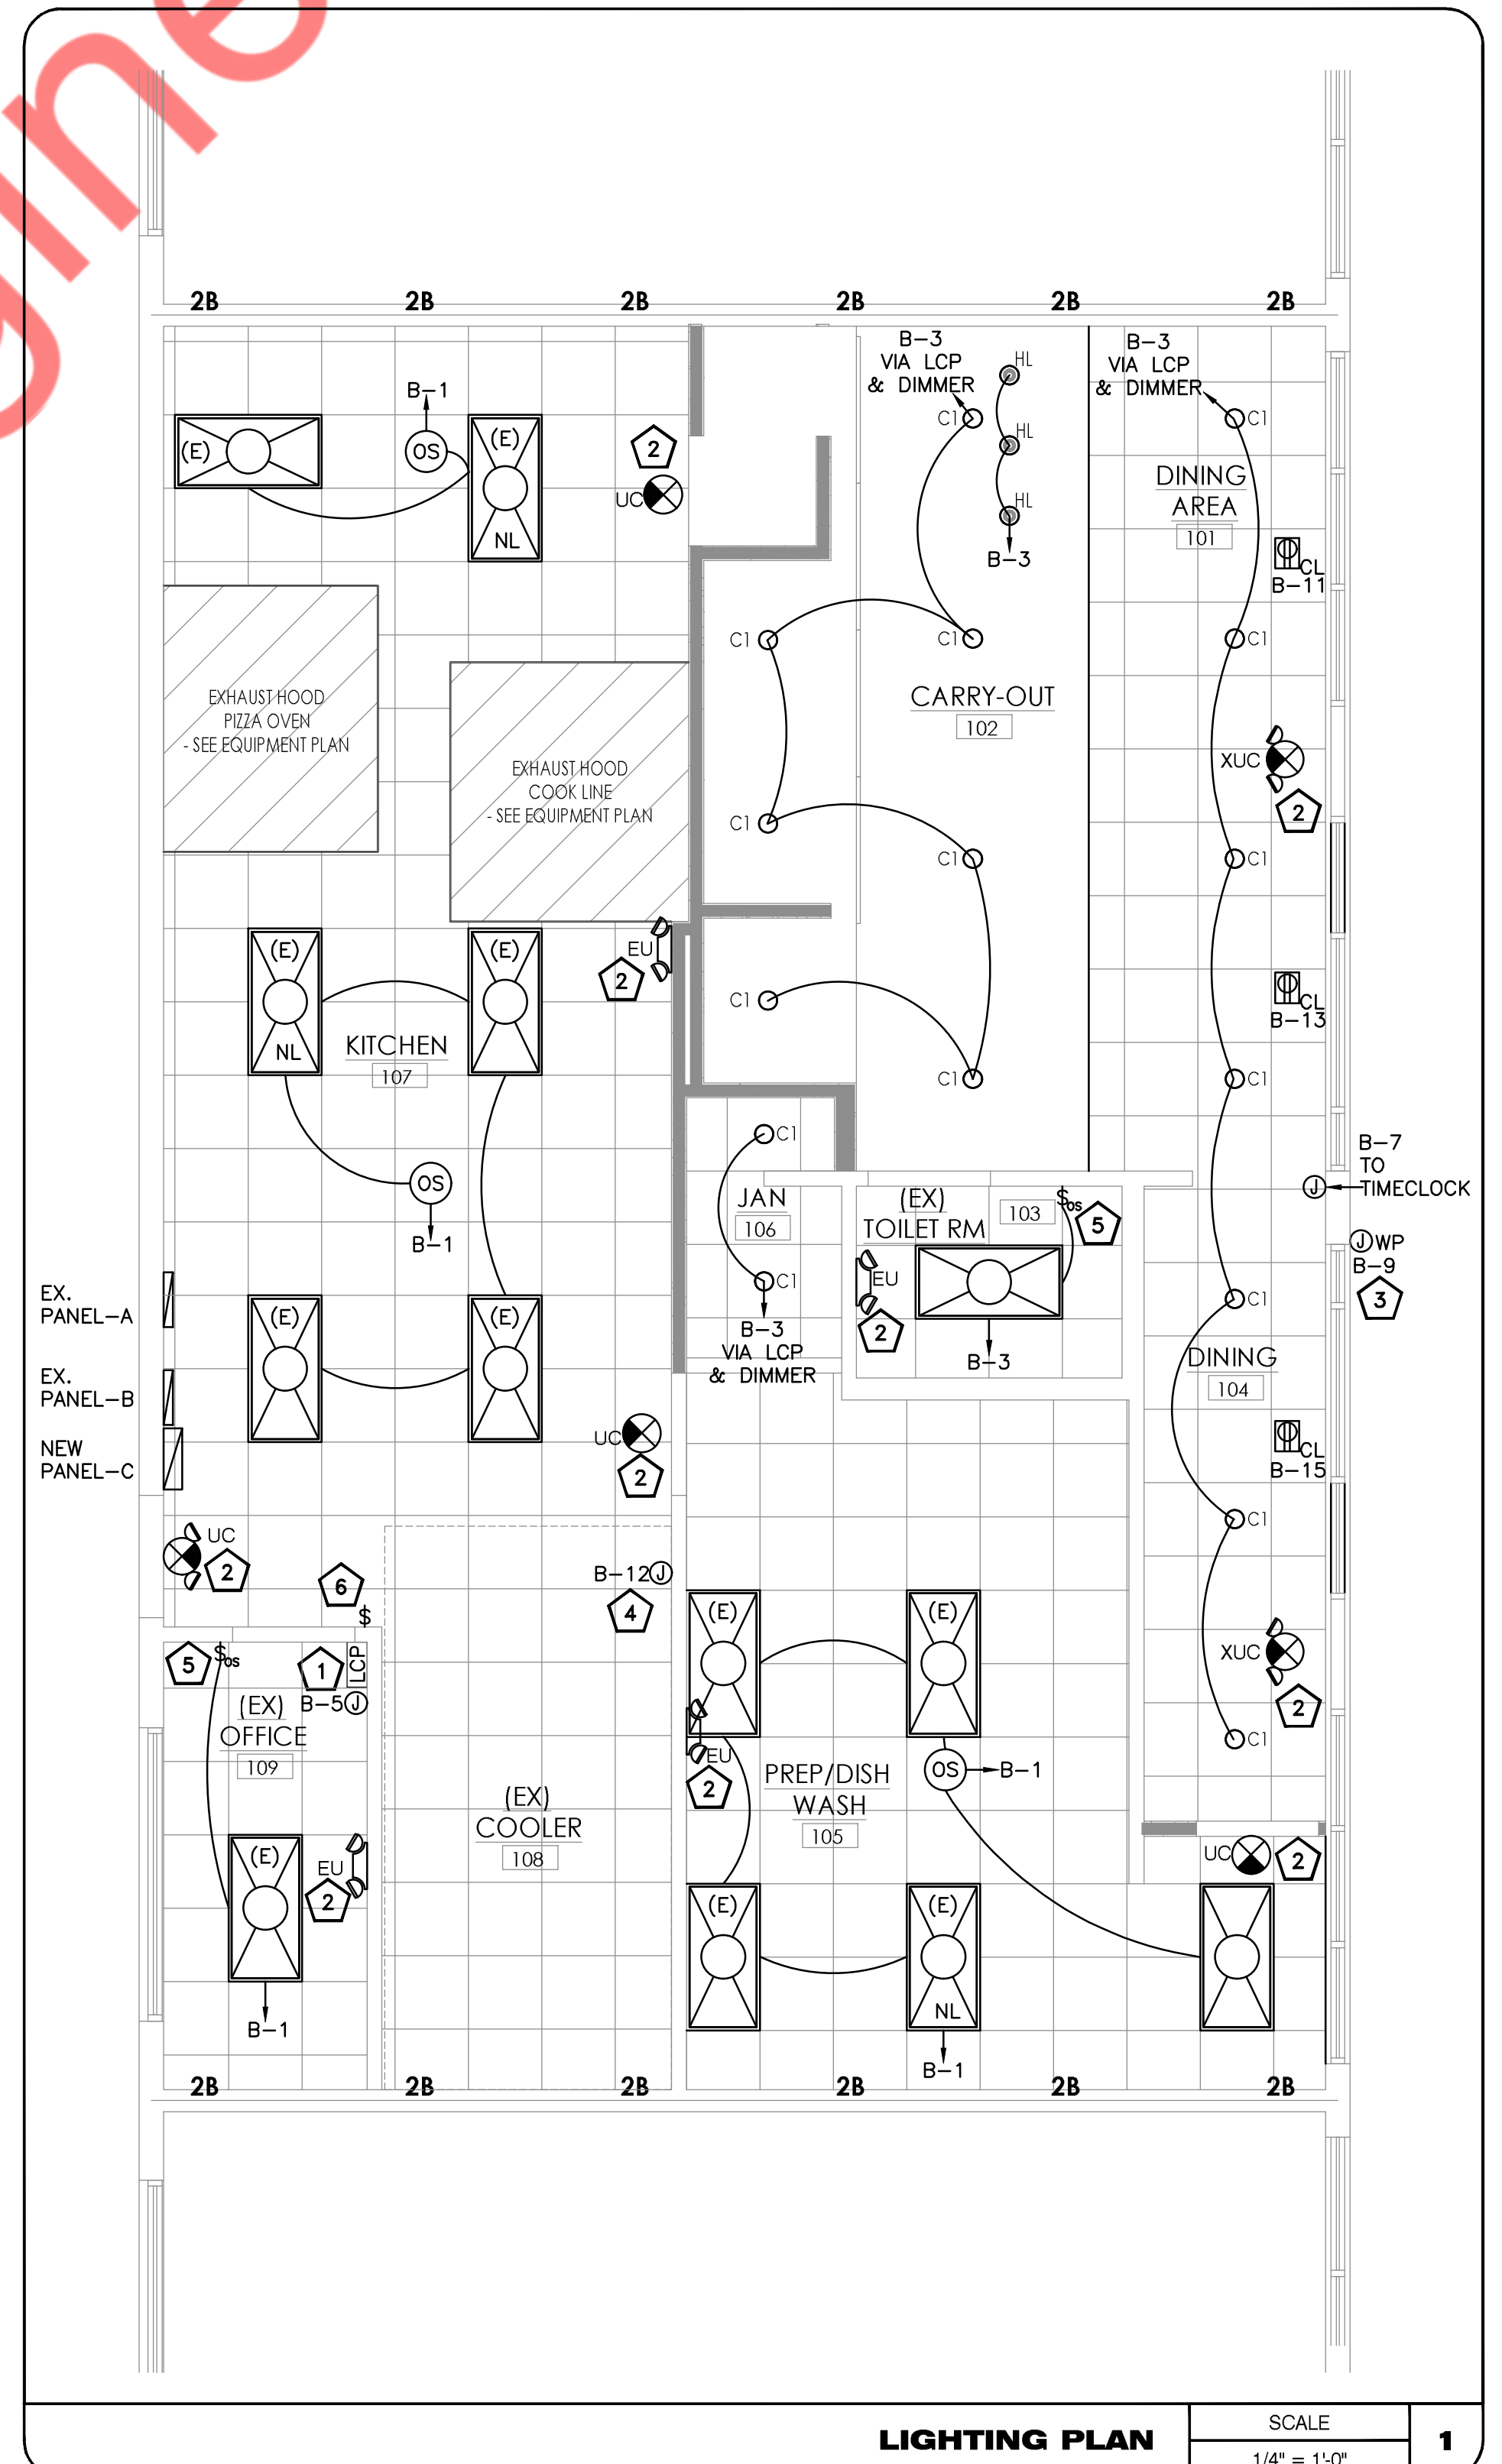 gine
2B 2B 2B 2B 2B 2B
B-3
VIA LCP
& DIMMER
B-3
VIA LCP
& DIMMER
HL
B-1
C1
C1
(E)
OS
(E)
2
HL
DINING
AREA
101
UC
HL
NL
B-3
CL
B-11
C1
C1
C1
EXHAUST HOOD
PIZZA OVEN
- SEE EQUIPMENT PLAN
CARRY-OUT
102
XUC
EXHAUST HOOD
COOK LINE
- SEE EQUIPMENT PLAN
2
C1
C1
C1
(E)
(E)
EU
2
C1
CL
B-13
NL
KITCHEN
107
C1
C1
C1
B-7
TO
TIMECLOCK
J
OS
JAN
106
(EX)
TOILET RM
103
$os
5
B-1
J WP
B-9
3
EX.
PANEL-A
C1
EU
2
C1
(E)
(E)
B-3
VIA LCP
& DIMMER
B-3
DINING
104
EX.
PANEL-B
UC
2
NEW
PANEL-C
CL
B-15
C1
UC
2
6
B-12 J
4
$
(E)
(E)
5
$os
1
LCP
B-5 J
XUC
2
(EX)
OFFICE
109
EU
2
C1
OS
B-1
PREP/DISH
WASH
105
(EX)
COOLER
108
(E)
EU
2
UC
2
(E)
(E)
NL
B-1
B-1
2B 2B 2B 2B 2B 2B
LIGHTING PLAN
SCALE
1/4" = 1'-0"
1